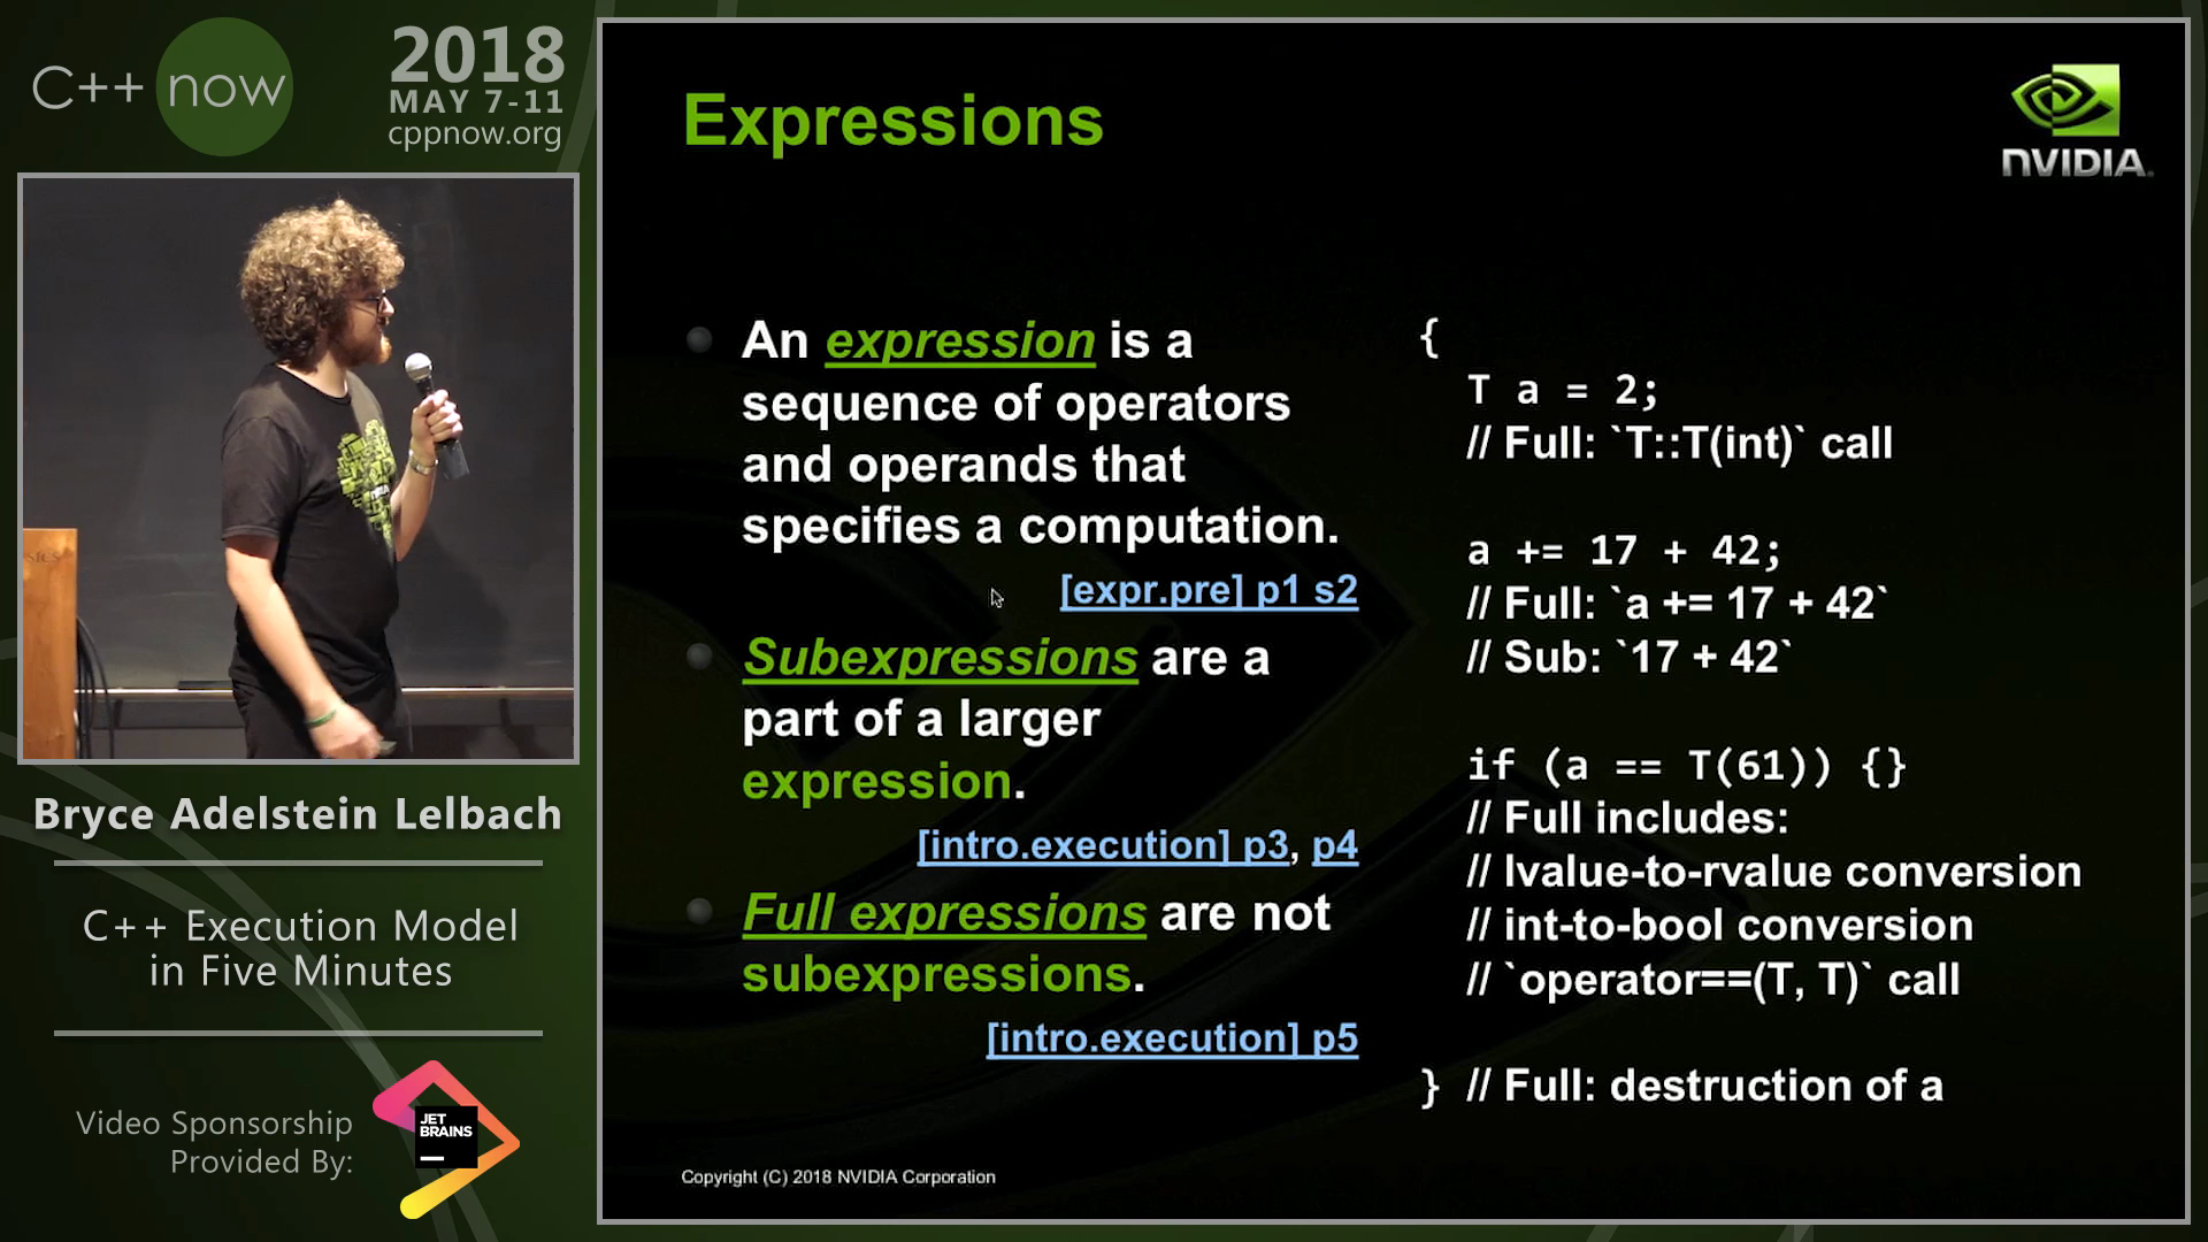 C++ now
2018
MAY 7-11
cppnow.org
Bryce Adelstein Lelbach
C++ Execution Model
in Five Minutes
Video Sponsorship
Provided By:
JET
BRAINS
Expressions
NVIDIA.
An expression is a
sequence of operators
and operands that
specifies a computation.
[expr.pre] p1 s2
Subexpressions are a
part of a larger
expression.
[intro.execution] p3, p4
Full expressions are not
subexpressions.
[intro.execution] p5
{
T a = 2;
// Full: `T::T(int)` call
a += 17 + 42;
// Full: `a += 17 + 42`
// Sub: `17 + 42`
if (a == T(61)) {}
// Full includes:
// lvalue-to-rvalue conversion
// int-to-bool conversion
// `operator==(T, T)` call
} // Full: destruction of a
Copyright (C) 2018 NVIDIA Corporation